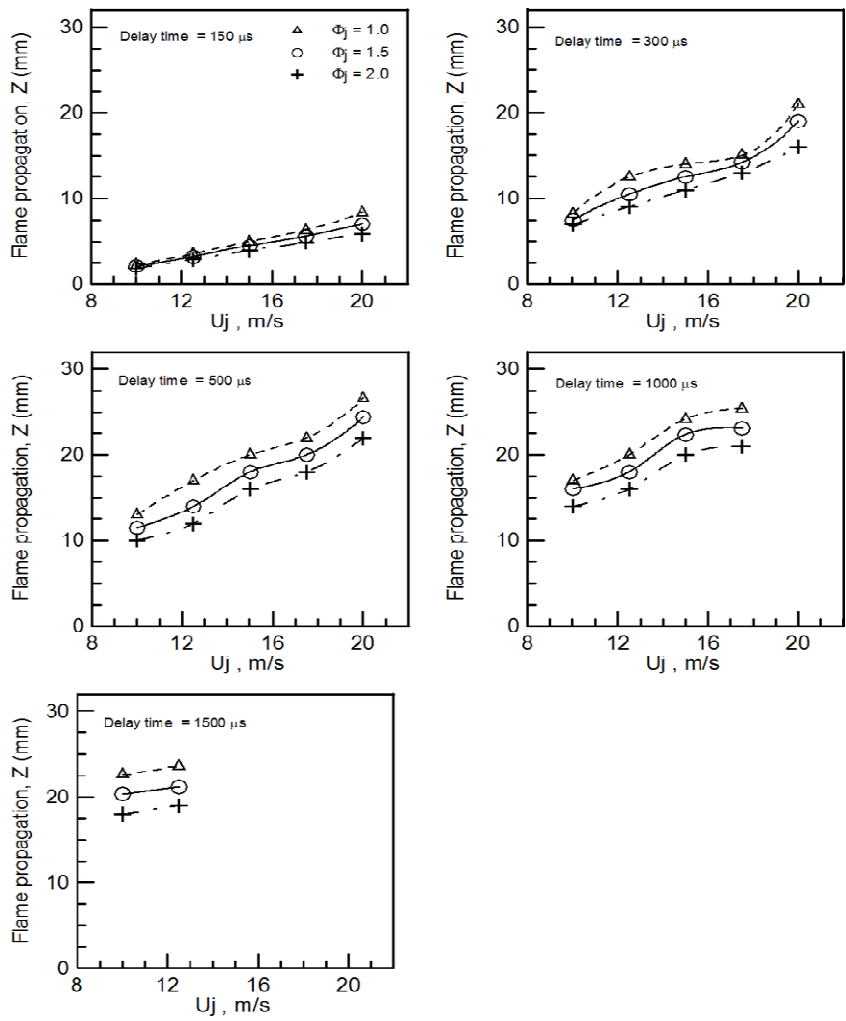 Delay time = 150 μs
Φj = 1.0
Φj = 1.5
Φj = 2.0
Flame propagation, Z (mm)
30
20
10
0
8 12 16 20
Uj , m/s
Delay time = 300 μs
Flame propagation, Z (mm)
30
20
10
0
8 12 16 20
Uj , m/s
Delay time = 500 μs
Flame propagation, Z (mm)
30
20
10
0
8 12 16 20
Uj , m/s
Delay time = 1000 μs
Flame propagation, Z (mm)
30
20
10
0
8 12 16 20
Uj , m/s
Delay time = 1500 μs
Flame propagation, Z (mm)
30
20
10
0
8 12 16 20
Uj , m/s